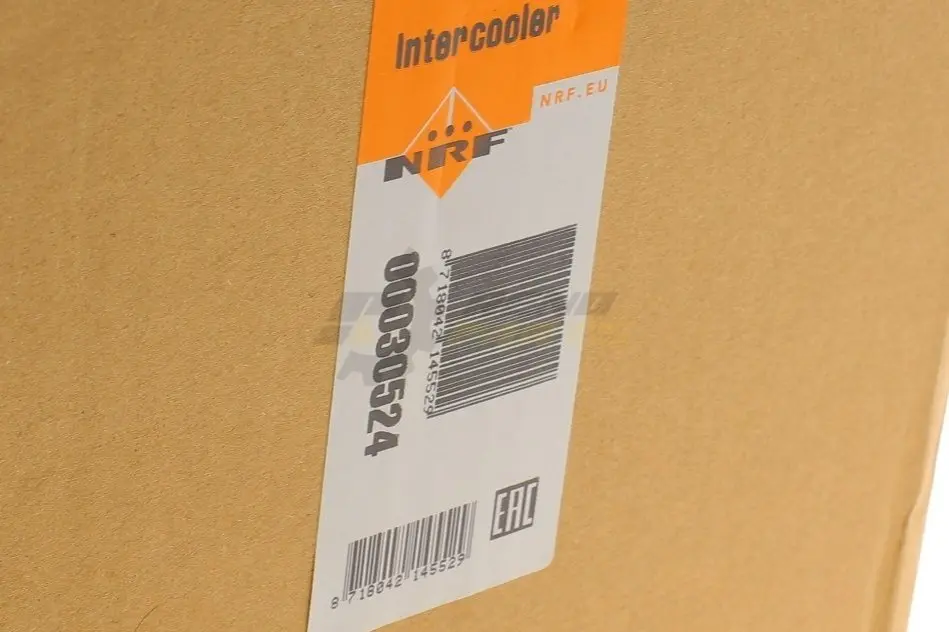 Intercooler
NRF.EU
NRF
00030524
8 718042 145529
EAC
8 718042 145529